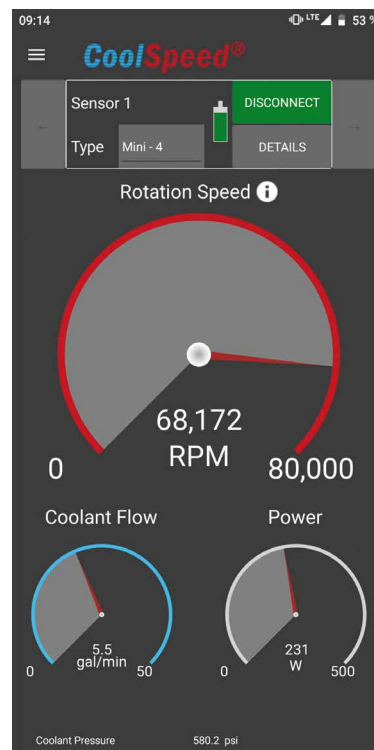 09:14 LTE 53 %
CoolSpeed®
Sensor 1 DISCONNECT
Type Mini - 4 DETAILS
Rotation Speed i
68,172
RPM
0 80,000
Coolant Flow Power
5.5 231
gal/min W
0 50 0 500
Coolant Pressure 580.2 psi